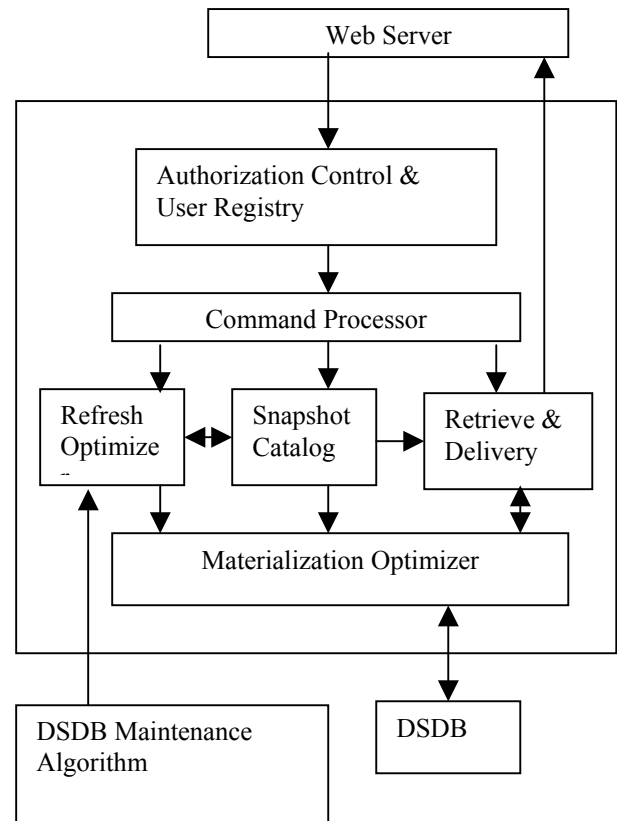 Web Server
Authorization Control &
User Registry
Command Processor
Refresh
Optimize
Snapshot
Catalog
Retrieve &
Delivery
Materialization Optimizer
DSDB Maintenance
Algorithm
DSDB